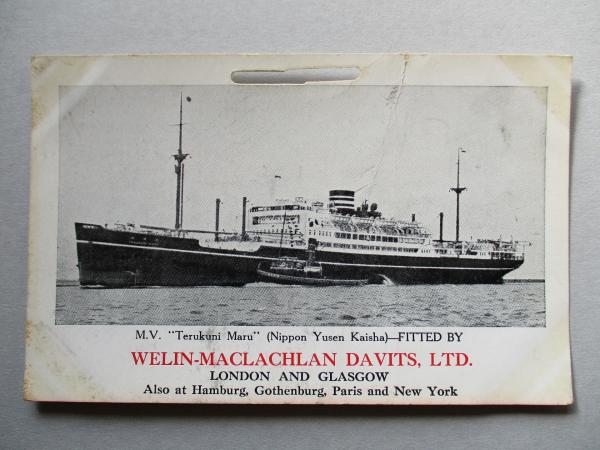 M.V. "Terukuni Maru" (Nippon Yusen Kaisha)—FITTED BY
WELIN-MACLACHLAN DAVITS, LTD.
LONDON AND GLASGOW
Also at Hamburg, Gothenburg, Paris and New York